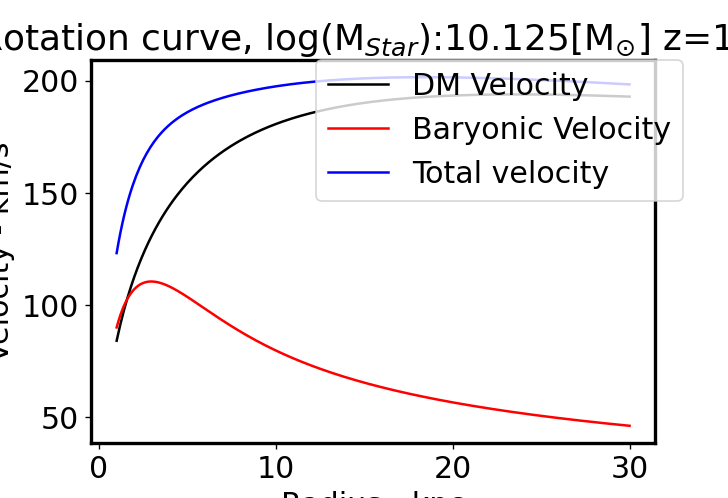 otation curve, log(M_Star):10.125[M_⊙] z=1
DM Velocity
Baryonic Velocity
Total velocity
200
150
100
50
0 10 20 30